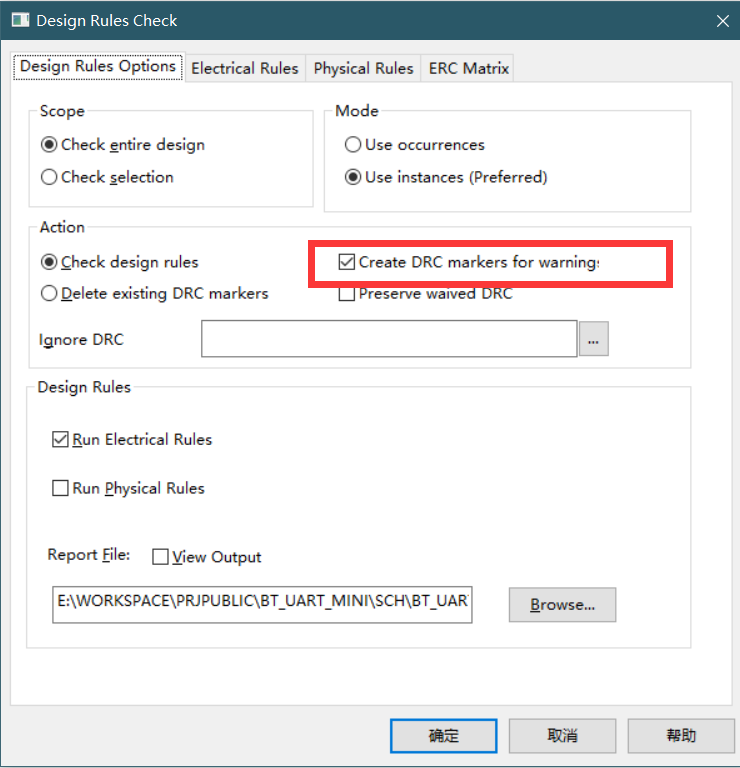 Design Rules Check
Design Rules Options Electrical Rules Physical Rules ERC Matrix
Scope
Check entire design
Check selection
Mode
Use occurrences
Use instances (Preferred)
Action
Check design rules
Delete existing DRC markers
Create DRC markers for warning
Preserve waived DRC
Ignore DRC
...
Design Rules
Run Electrical Rules
Run Physical Rules
Report File: View Output
E:\WORKSPACE\PRJPUBLIC\BT_UART_MINI\SCH\BT_UAR
Browse...
确定 取消 帮助